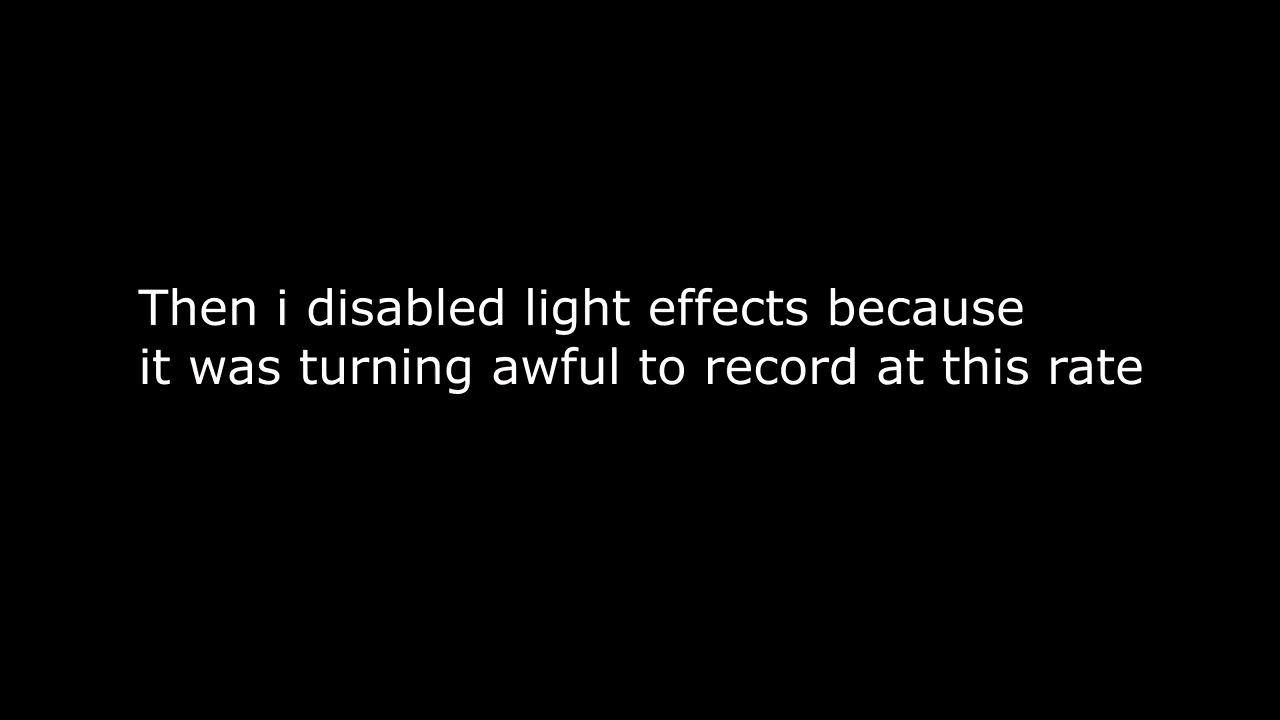 Then i disabled light effects because
it was turning awful to record at this rate